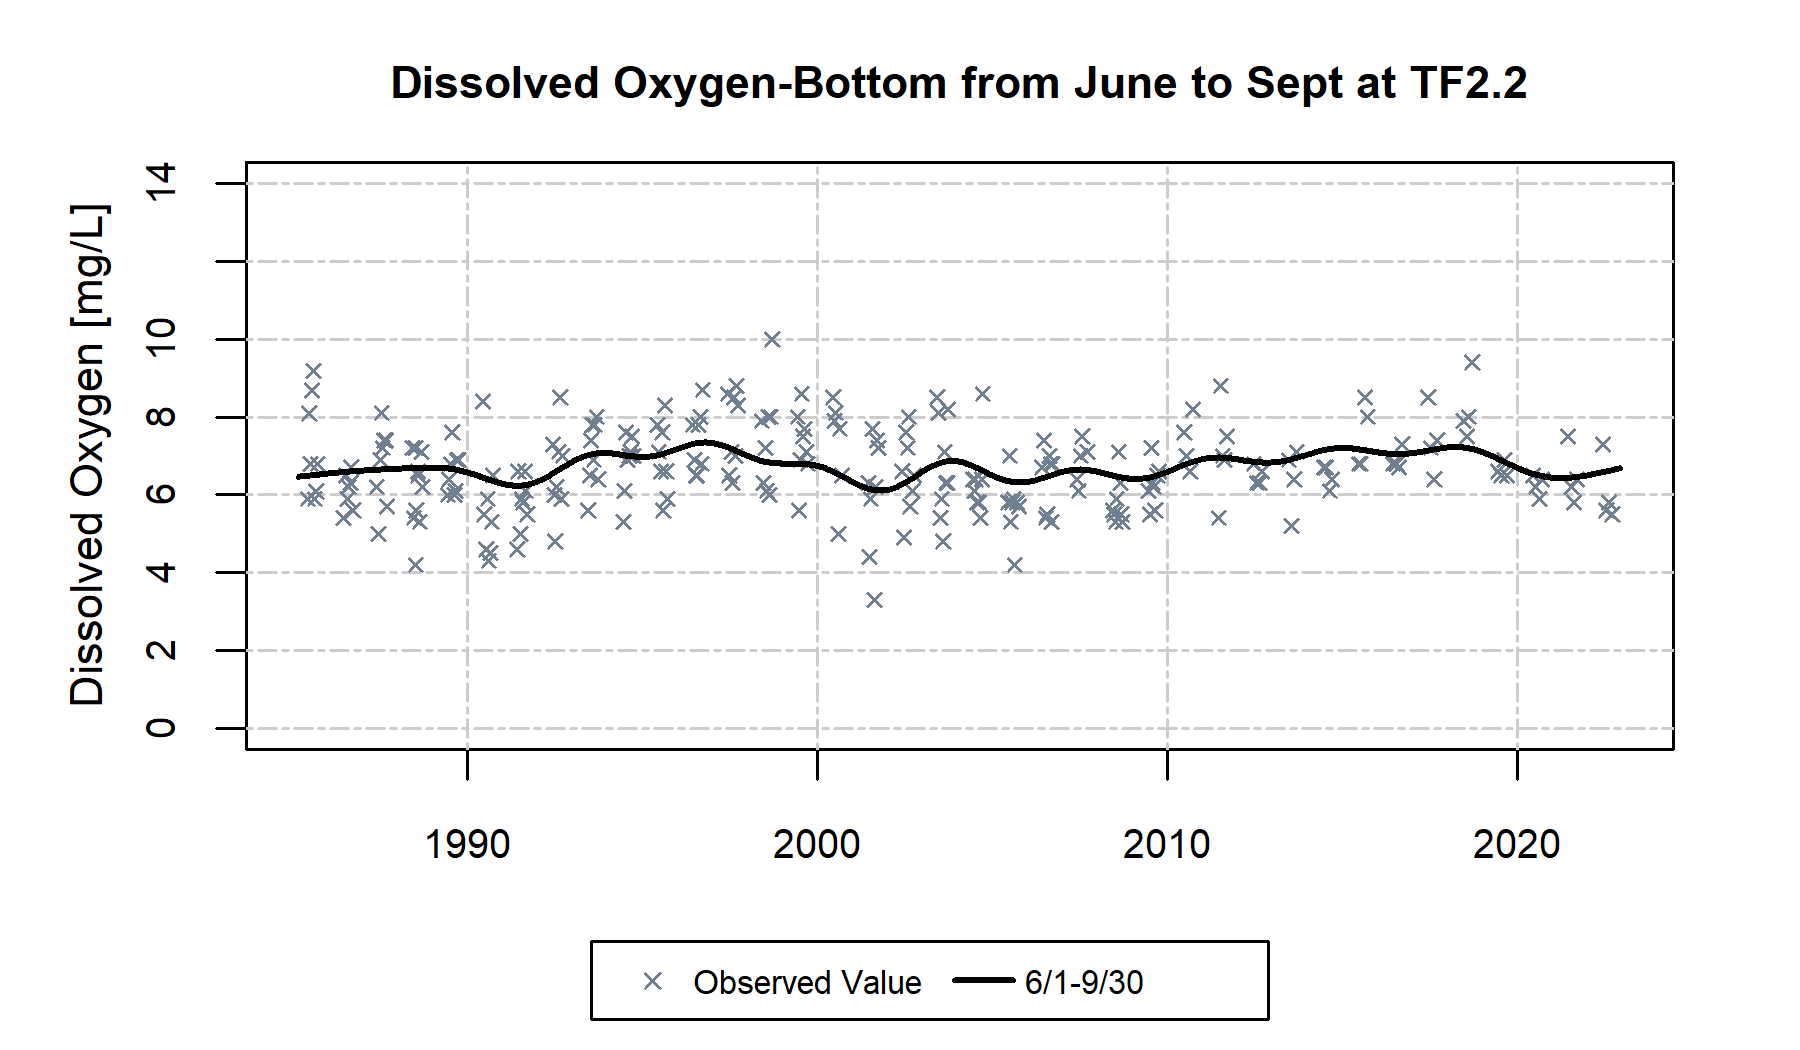 Dissolved Oxygen-Bottom from June to Sept at TF2.2
Dissolved Oxygen [mg/L]
14
10
8
6
4
2
0
1990 2000 2010 2020
Observed Value 6/1-9/30